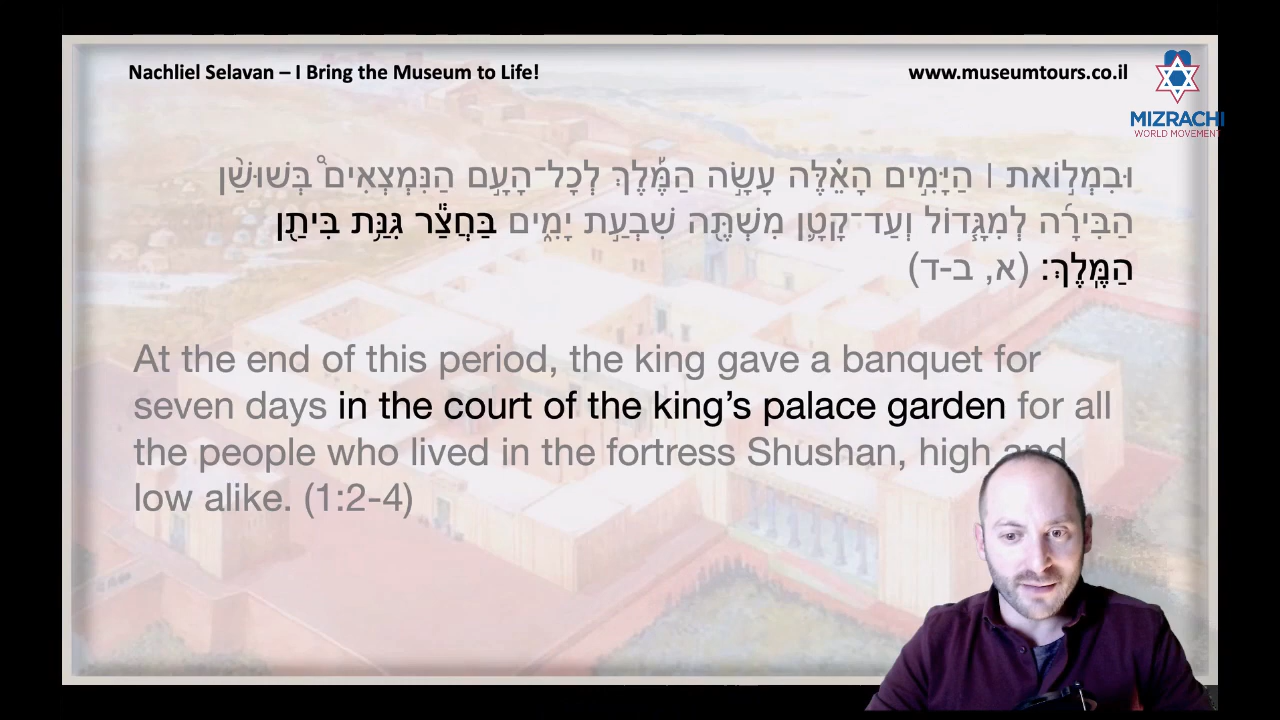 Nachliel Selavan – I Bring the Museum to Life!
www.museumtours.co.il
MIZRACHI
WORLD MOVEMENT
וּבִמְל֣וֹאת ׀ הַיָּמִ֣ים הָאֵ֗לֶּה עָשָׂ֣ה הַמֶּ֡לֶךְ לְכׇל־הָעָ֣ם הַנִּמְצְאִים֩ בְּשׁוּשַׁ֨ן
הַבִּירָ֜ה לְמִגָּ֧דוֹל וְעַד־קָטָ֛ן מִשְׁתֶּ֖ה שִׁבְעַ֣ת יָמִ֑ים בַּחֲצַ֕ר גִּנַּ֥ת בִּיתַ֖ן
הַמֶּֽלֶךְ׃ (א, ב-ד)
At the end of this period, the king gave a banquet for
seven days in the court of the king’s palace garden for all
the people who lived in the fortress Shushan, high and
low alike. (1:2-4)